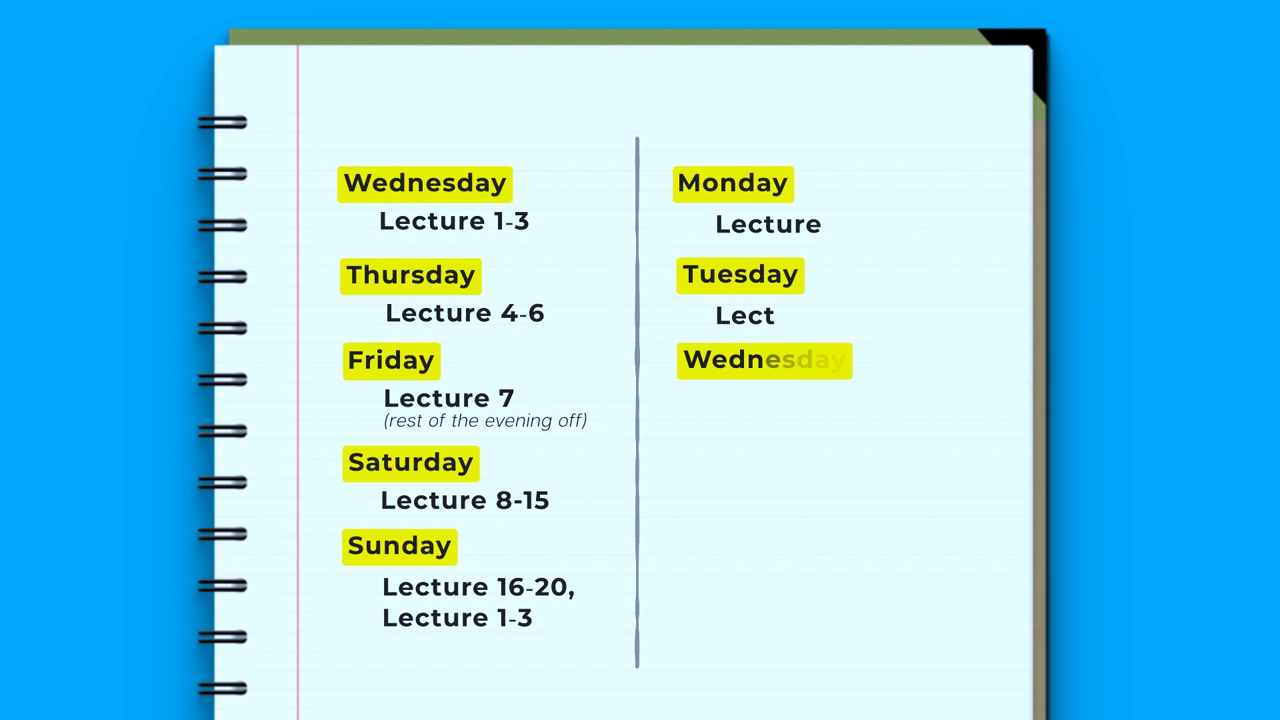 Wednesday
Lecture 1-3
Thursday
Lecture 4-6
Friday
Lecture 7
(rest of the evening off)
Saturday
Lecture 8-15
Sunday
Lecture 16-20,
Lecture 1-3
Monday
Lecture
Tuesday
Lect
Wednesday